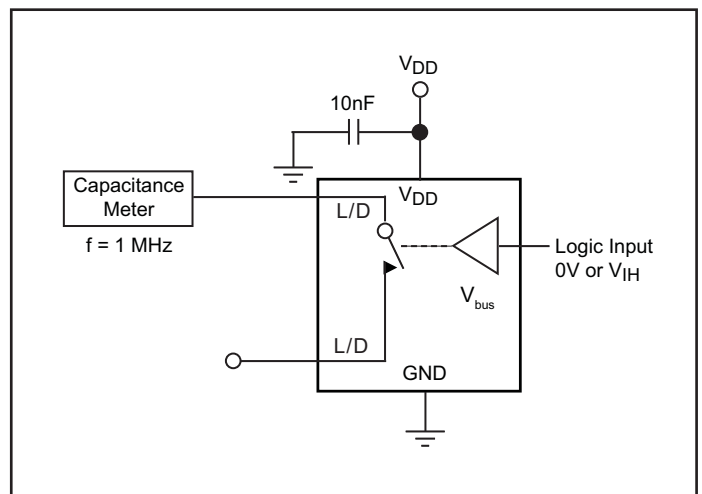 VDD
10nF
Capacitance
Meter
f = 1 MHz
VDD
L/D
Logic Input
0V or VIH
Vbus
L/D
GND